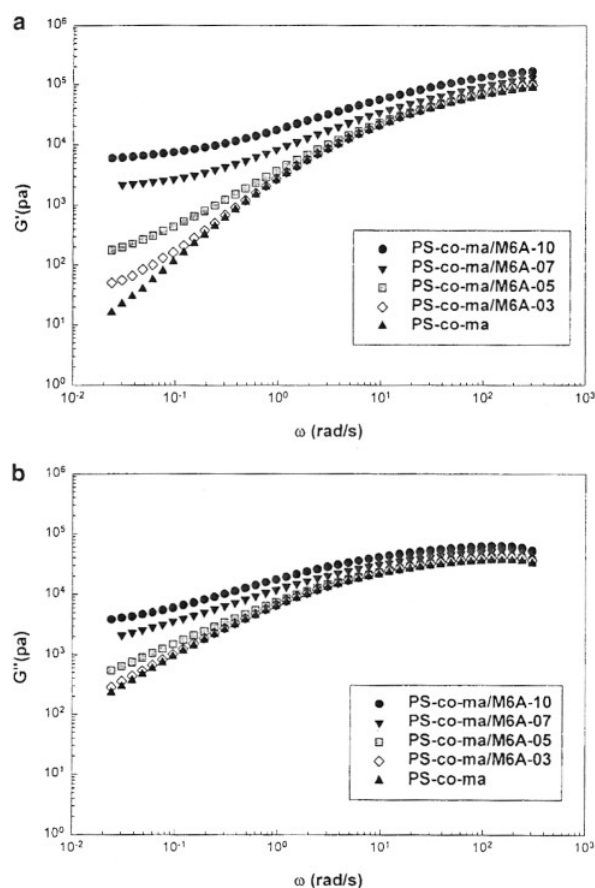 a
10⁶
10⁵
10⁴
10³
10²
10¹
10⁰
G'(pa)
PS-co-ma/M6A-10
PS-co-ma/M6A-07
PS-co-ma/M6A-05
PS-co-ma/M6A-03
PS-co-ma
10⁻² 10⁻¹ 10⁰ 10¹ 10² 10³
ω (rad/s)
b
10⁶
10⁵
10⁴
10³
10²
10¹
10⁰
G"(pa)
PS-co-ma/M6A-10
PS-co-ma/M6A-07
PS-co-ma/M6A-05
PS-co-ma/M6A-03
PS-co-ma
10⁻² 10⁻¹ 10⁰ 10¹ 10² 10³
ω (rad/s)